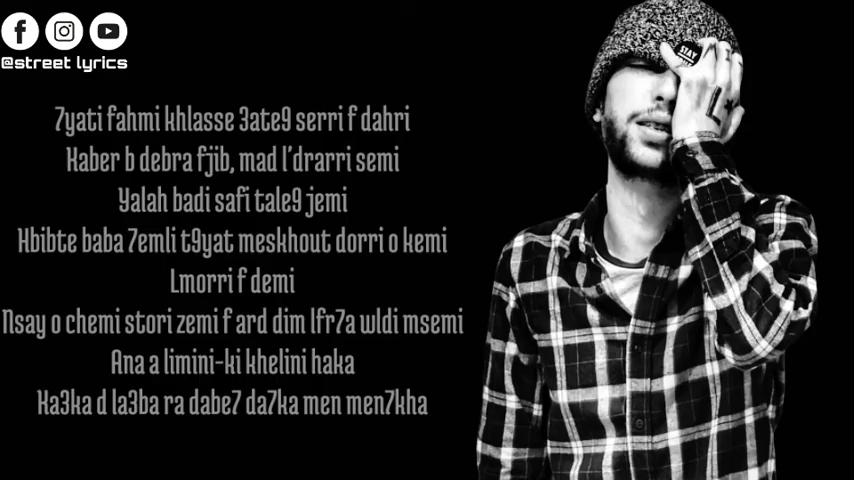 @street lyrics
7yati fahmi khlasse 3ate9 serri f dahri
Kaber b debra fjib, mad l'drarri semi
Yalah badi safi tale9 jemi
Hbibte baba 7emli t9yat meskhout dorri o kemi
Lmorri f demi
Nsay o chemi stori zemi f ard dim lfr7a wldi msemi
Ana a limini-ki khelini haka
Ka3ka d la3ba ra dabe7 da7ka men men7kha
STAY